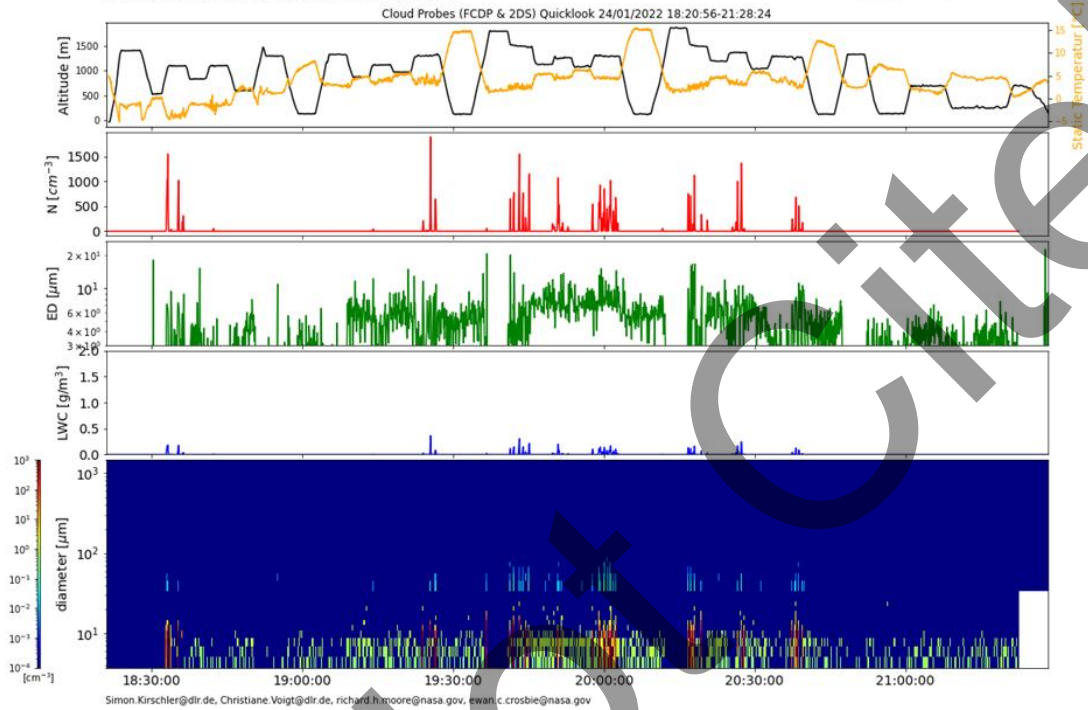 Cloud Probes (FCDP & 2DS) Quicklook 24/01/2022 18:20:56-21:28:24
Altitude [m]
1500
1000
500
0
15
10
5
0
-5
Static Temperatur [°C]
N [cm⁻³]
1500
1000
500
0
ED [μm]
2 × 10¹
10¹
6 × 10⁰
4 × 10⁰
3 × 10⁰
LWC [g/m³]
2.0
1.5
1.0
0.5
0.0
10³
10²
10¹
10⁰
10⁻¹
10⁻²
10⁻³
10⁻⁴
[cm⁻³]
diameter [μm]
10³
10²
10¹
18:30:00 19:00:00 19:30:00 20:00:00 20:30:00 21:00:00
Simon.Kirschler@dlr.de, Christiane.Voigt@dlr.de, richard.h.moore@nasa.gov, ewan.c.crosbie@nasa.gov
Cite